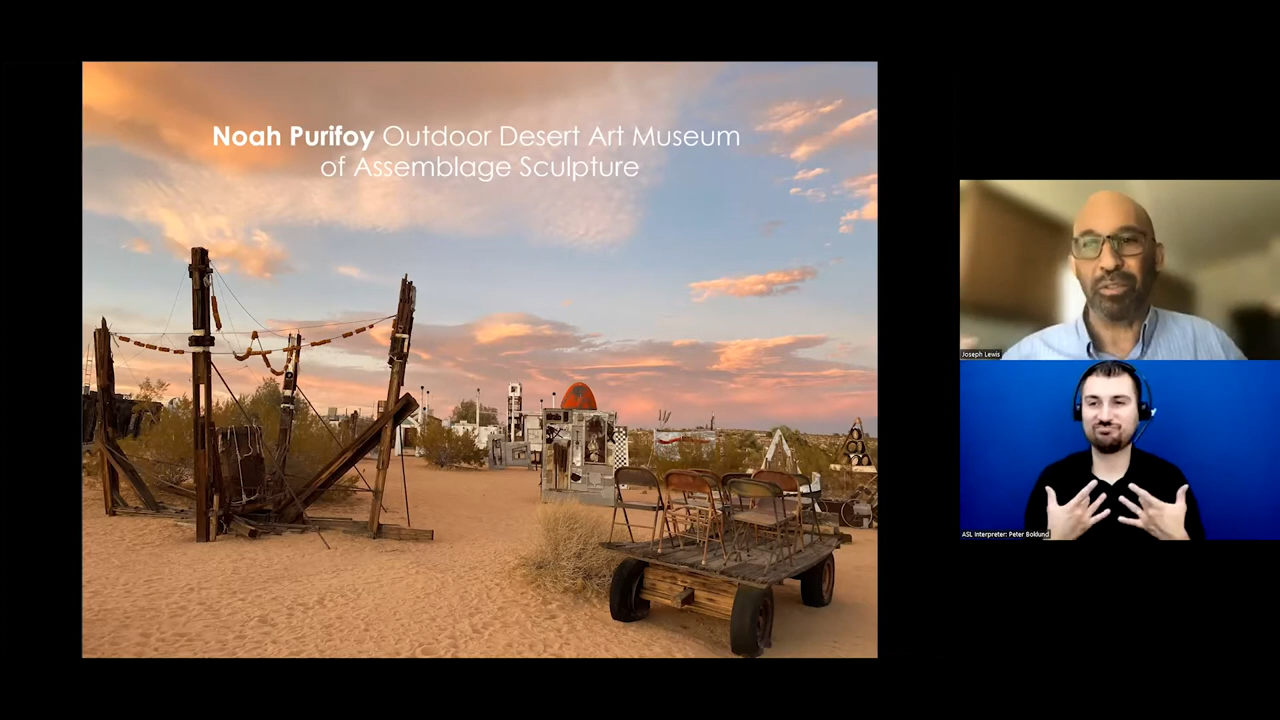 Noah Purifoy Outdoor Desert Art Museum
of Assemblage Sculpture
Joseph Lewis
ASL Interpreter: Peter Boklund